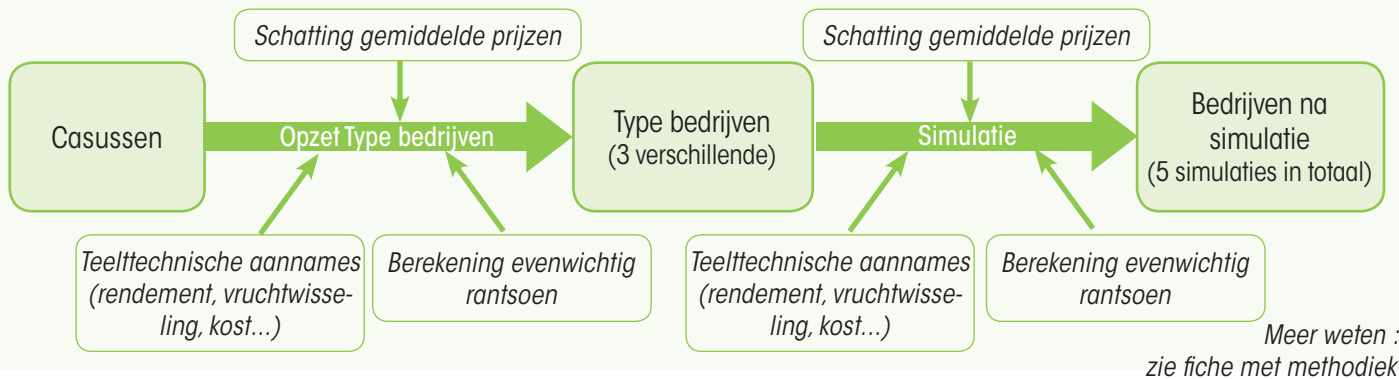 Schatting gemiddelde prijzen
Schatting gemiddelde prijzen
Casussen
Opzet Type bedrijven
Type bedrijven
(3 verschillende)
Simulatie
Bedrijven na
simulatie
(5 simulaties in totaal)
Teelttechnische aannames
(rendement, vruchtwisse-
ling, kost...)
Berekening evenwichtig
rantsoen
Teelttechnische aannames
(rendement, vruchtwisse-
ling, kost...)
Berekening evenwichtig
rantsoen
Meer weten :
zie fiche met methodiek